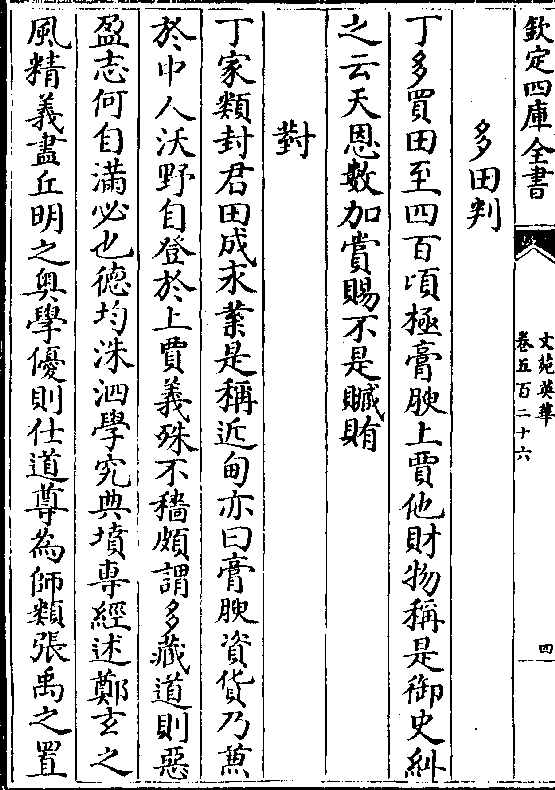 欽定四庫全書
文苑英華
卷五百二十六
四
多田判
丁多買田至四百頃極膏腴上賈他財物稱是御史糾
之云天恩數加賞賜不是贓賄
對
丁家類封君田成求業是稱近甸亦曰膏腴資貨乃蕙
於中人沃野自登於上賈義殊不穡頗謂多藏道則惡
盈志何自滿必也德均洙泗學究典墳專經述鄭玄之
風精義盡丘明之奧學優則仕道尊為師類張禹之置